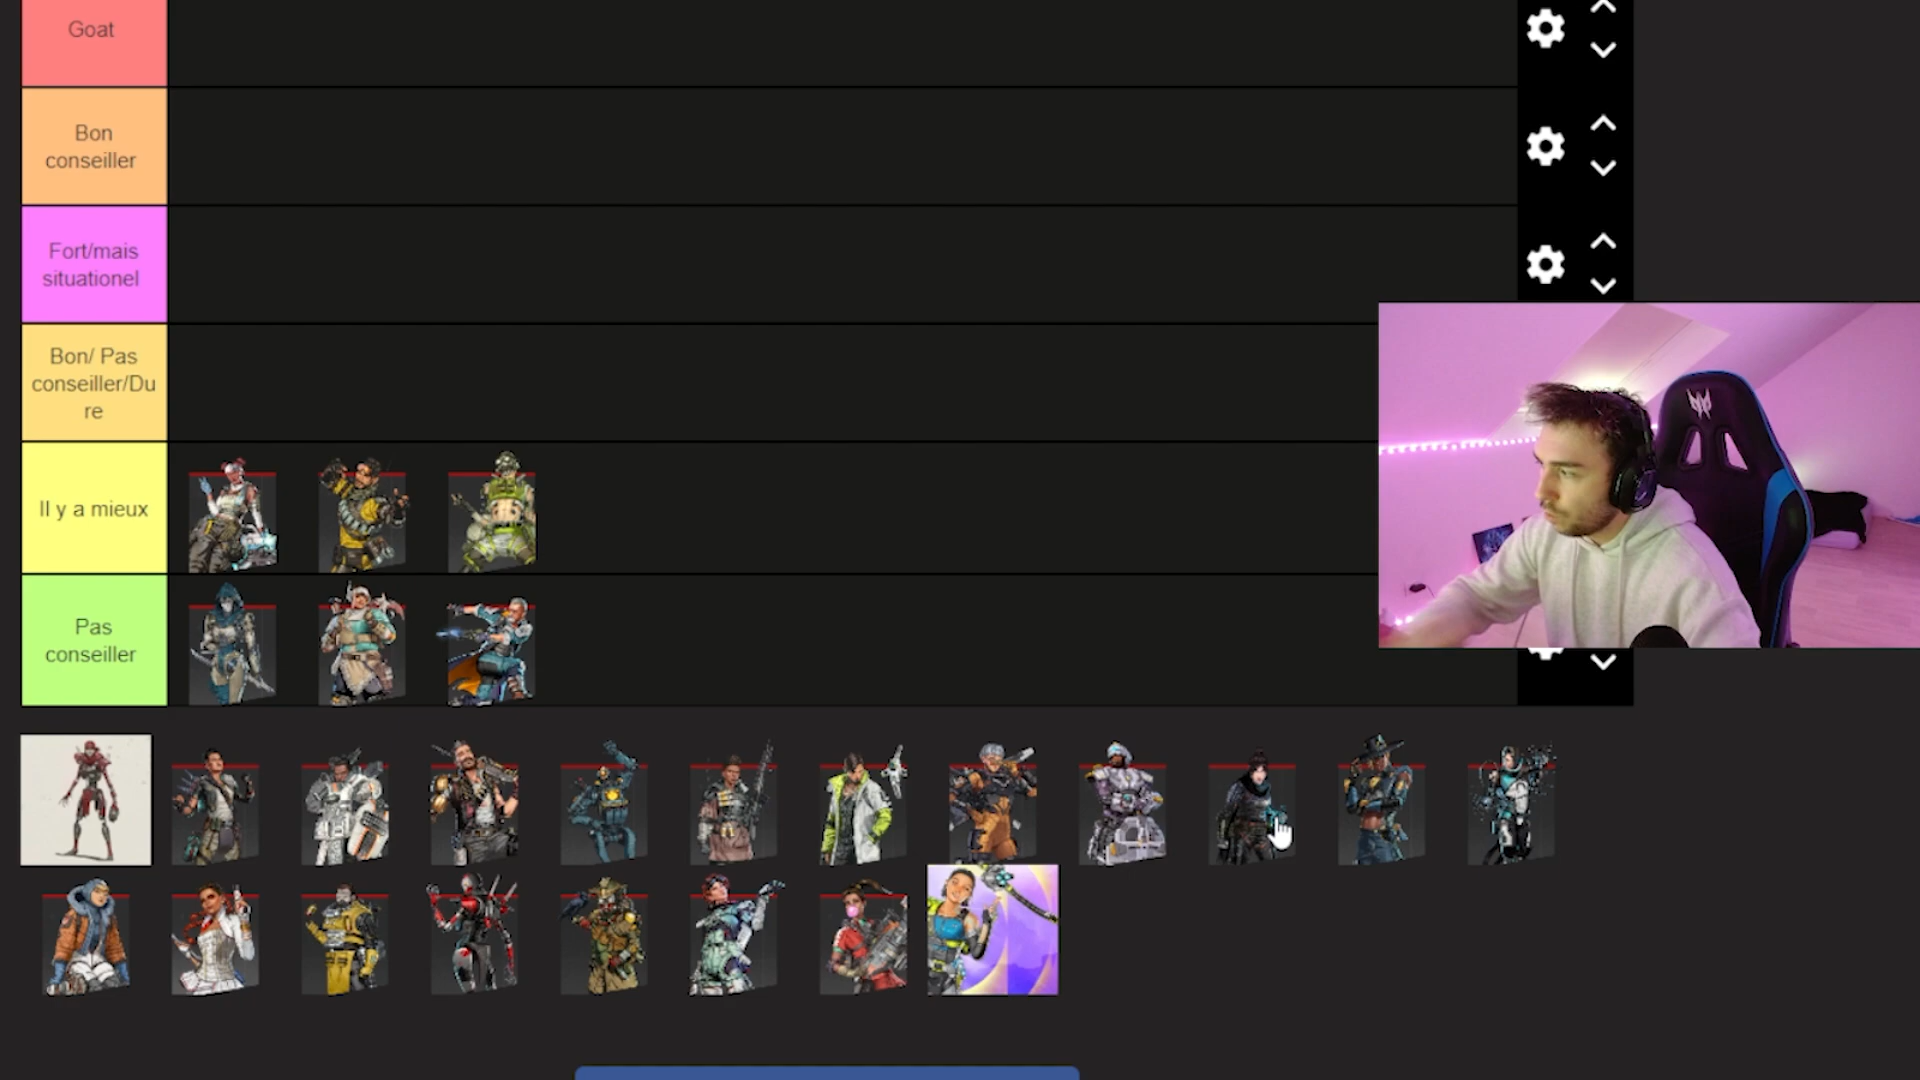 Goat
Bon
conseiller
Fort/mais
situationel
Bon/ Pas
conseiller/Du
re
Il y a mieux
Pas
conseiller